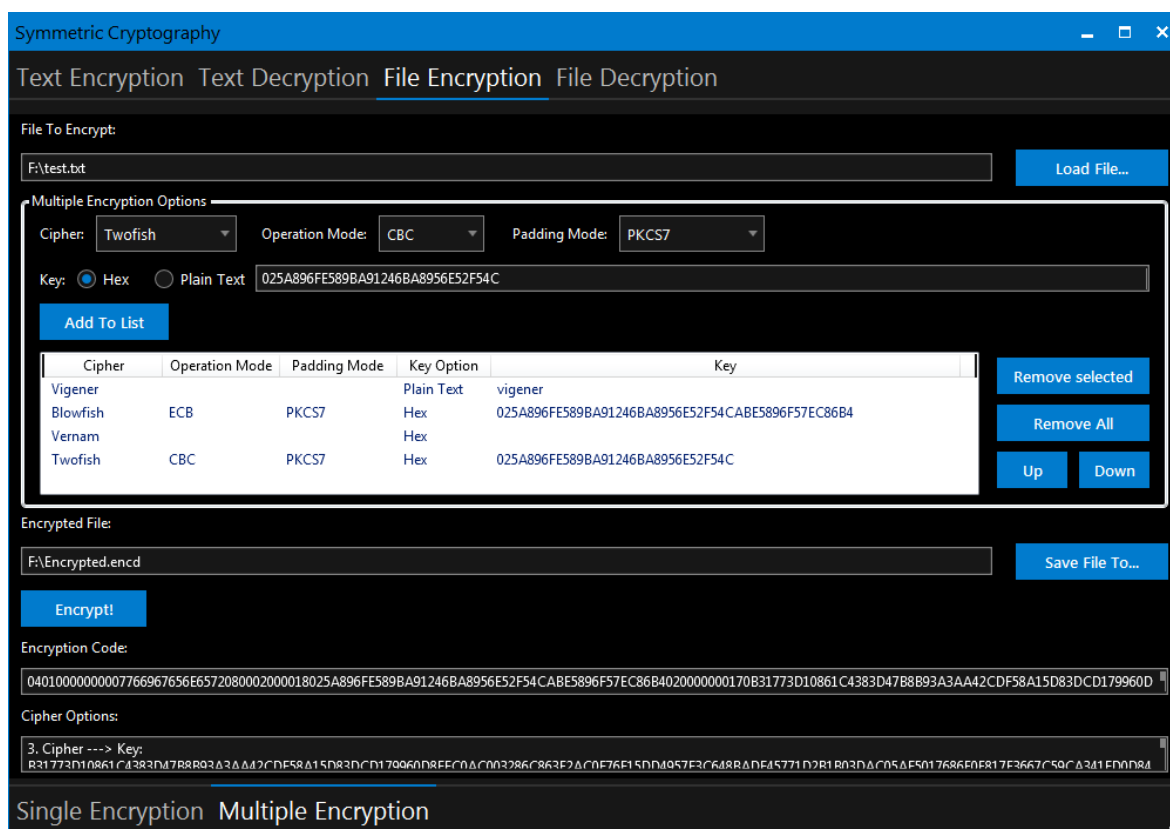 Symmetric Cryptography
Text Encryption Text Decryption File Encryption File Decryption
File To Encrypt:
F:\test.txt Load File...
Multiple Encryption Options
Cipher: Twofish Operation Mode: CBC Padding Mode: PKCS7
Key: Hex Plain Text 025A896FE589BA91246BA8956E52F54C
Add To List
Cipher Operation Mode Padding Mode Key Option Key
Vigener Plain Text vigener
Blowfish ECB PKCS7 Hex 025A896FE589BA91246BA8956E52F54CABE5896F57EC86B4
Vernam Hex
Twofish CBC PKCS7 Hex 025A896FE589BA91246BA8956E52F54C
Remove selected
Remove All
Up Down
Encrypted File:
F:\Encrypted.encd Save File To...
Encrypt!
Encryption Code:
04010000000007766967656E6572080002000018025A896FE589BA91246BA8956E52F54CABE5896F57EC86B4020000000170B31773D10861C4383D47B8B93A3AA42CDF58A15D83DCD179960D
Cipher Options:
3. Cipher ---> Key:
Single Encryption Multiple Encryption